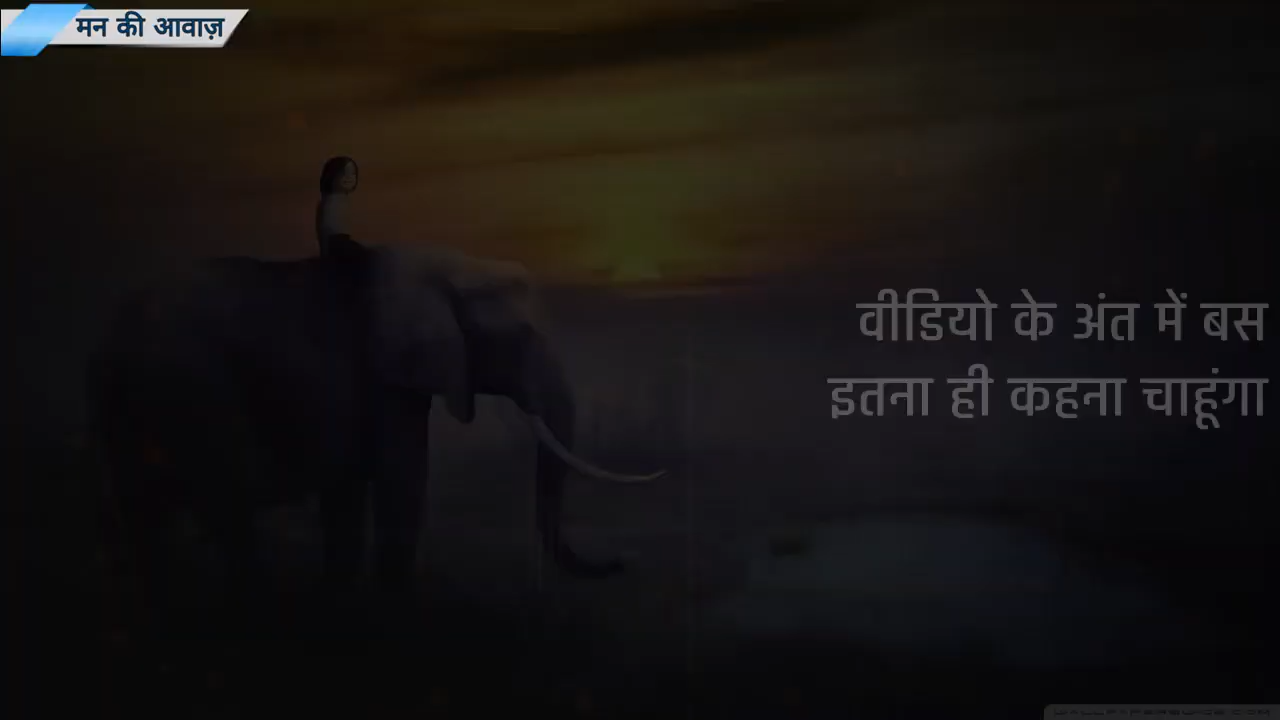 मन की आवाज़
वीडियो के अंत में बस
इतना ही कहना चाहूंगा